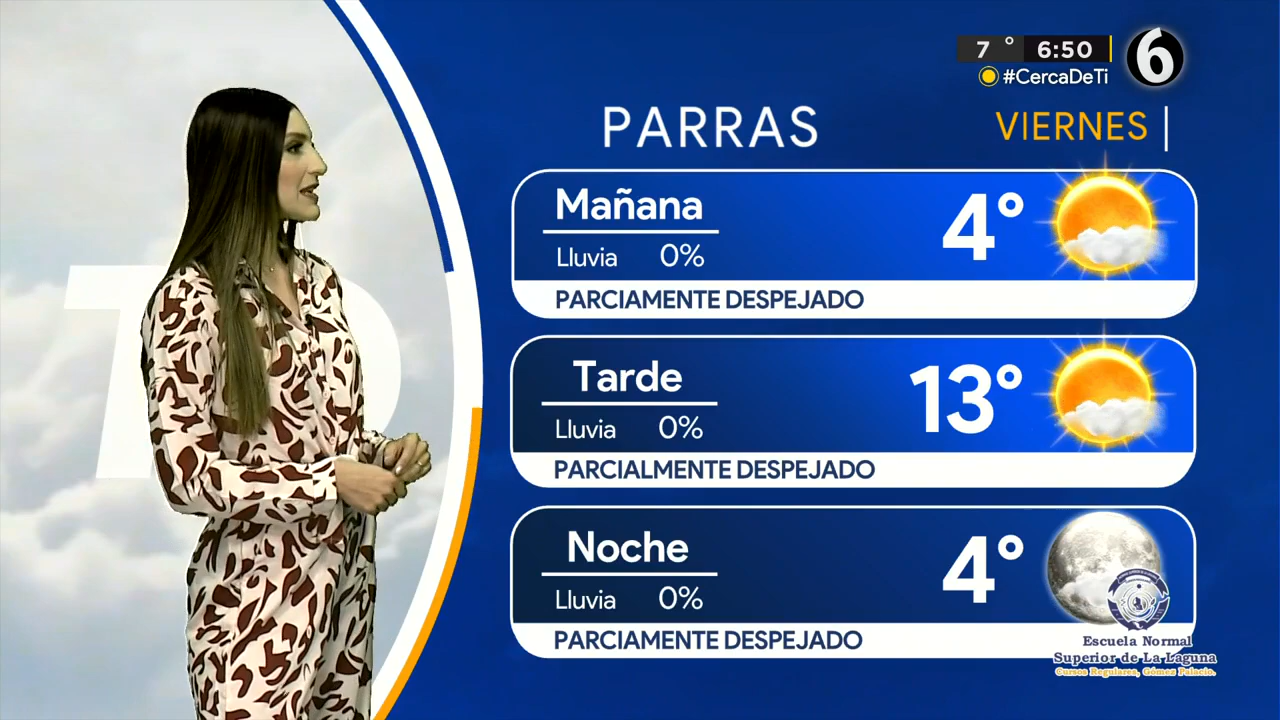 7 ° 6:50
6
#CercaDeTi
PARRAS
VIERNES
Mañana
4°
Lluvia 0%
PARCIAMENTE DESPEJADO
Tarde
13°
Lluvia 0%
PARCIALMENTE DESPEJADO
Noche
4°
Lluvia 0%
PARCIAMENTE DESPEJADO
Escuela Normal
Superior de La Laguna
Cursos Regulares, Gómez Palacio.